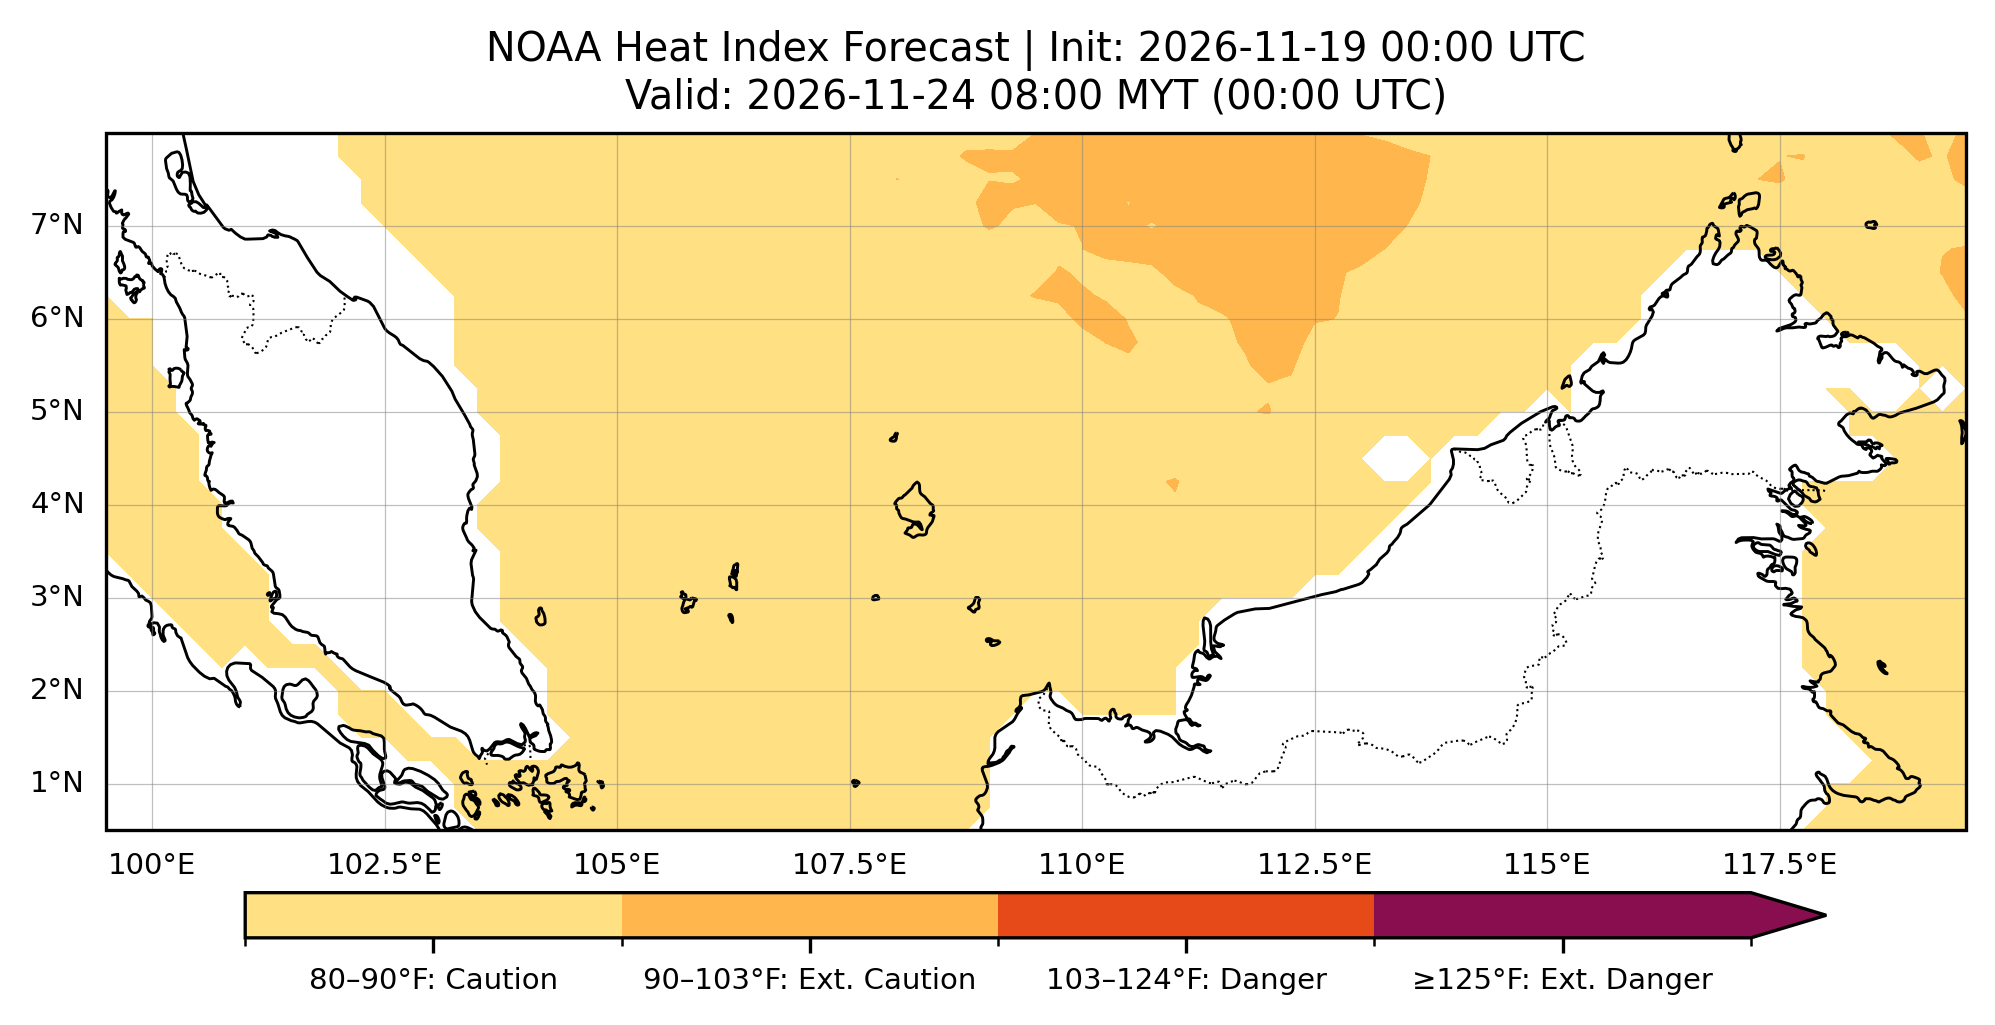 NOAA Heat Index Forecast | Init: 2026-11-19 00:00 UTC
Valid: 2026-11-24 08:00 MYT (00:00 UTC)
7°N
6°N
5°N
4°N
3°N
2°N
1°N
100°E 102.5°E 105°E 107.5°E 110°E 112.5°E 115°E 117.5°E
80–90°F: Caution 90–103°F: Ext. Caution 103–124°F: Danger ≥125°F: Ext. Danger